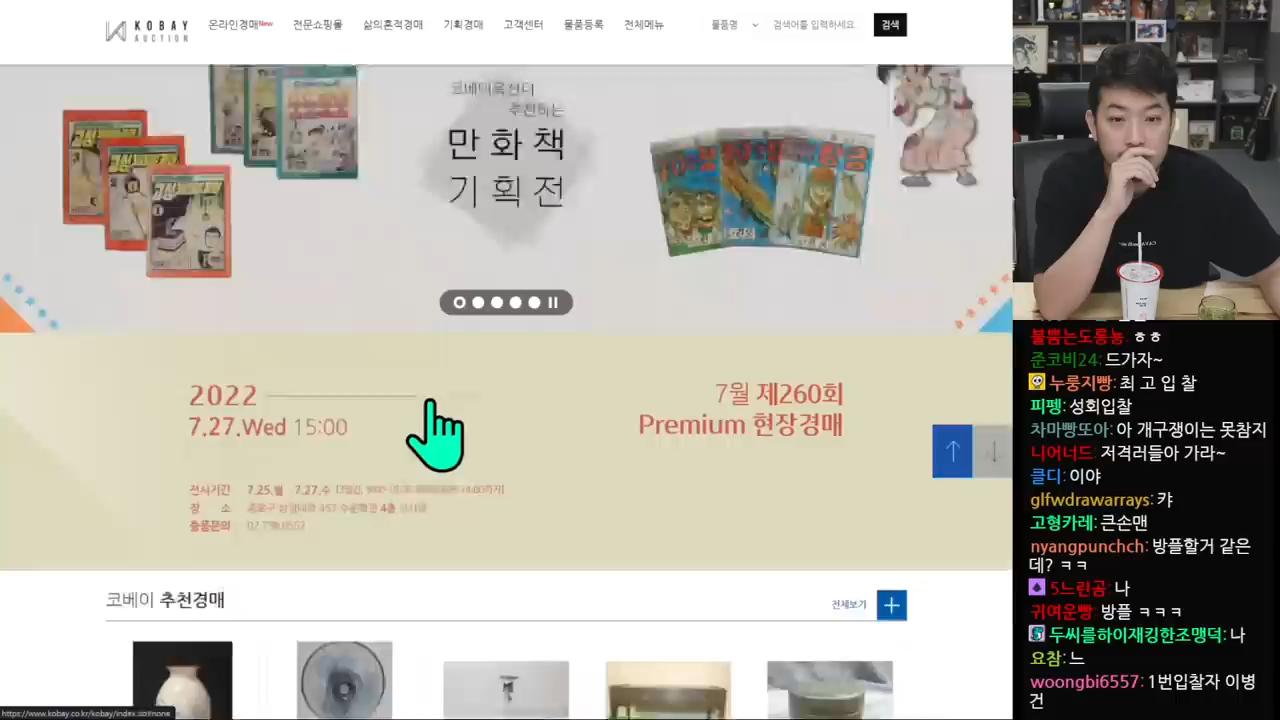 KOBAY
AUCTION
온라인경매New 전문쇼핑몰 삶의흔적경매 기획경매 고객센터 물품등록 전체메뉴
물품명 검색어를 입력하세요. 검색
추천하는
만화책
기획전
2022
7.27.Wed 15:00
7월 제260회
Premium 현장경매
전시기간 7.25.월 7.27.수
장 소
출품문의
코베이 추천경매
전체보기
불뿜는도롱뇽: ㅎㅎ
준코비24: 드가자~
누룽지빵: 최 고 입 찰
피펭: 성회입찰
차마빵또아: 아 개구쟁이는 못참지
니어너드: 저격러들아 가라~
클디: 이야
glfwdrawarrays: 캬
고형카레: 큰손맨
nyangpunchch: 방플할거 같은
데? ㅋㅋ
5느린곰: 나
귀여운빵: 방플 ㅋㅋㅋ
두씨를하이재킹한조맹덕: 나
요참: 느
woongbi6557: 1번입찰자 이병
건